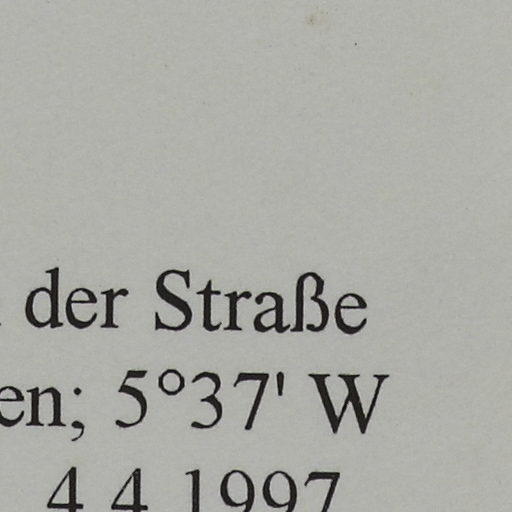 der Straße
en; 5°37' W
4.4.1997